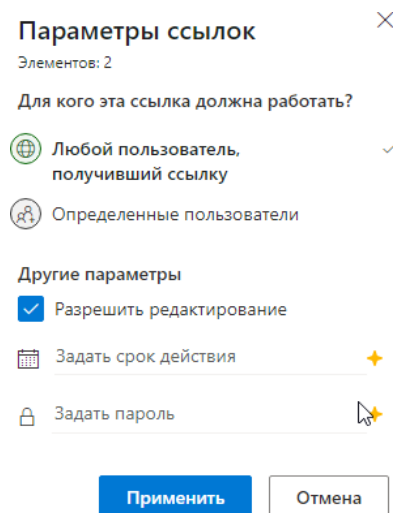 Параметры ссылок
Элементов: 2
Для кого эта ссылка должна работать?
Любой пользователь,
получивший ссылку
Определенные пользователи
Другие параметры
Разрешить редактирование
Задать срок действия
Задать пароль
Применить
Отмена